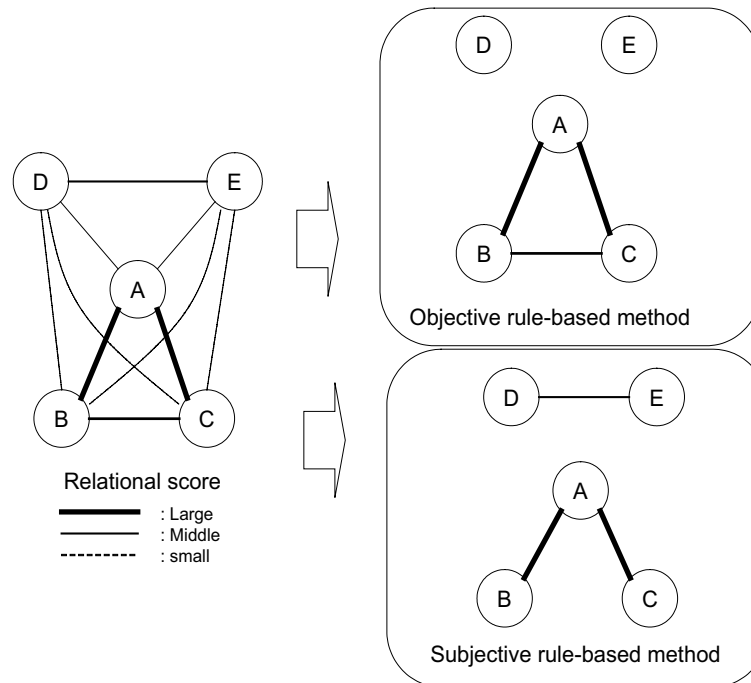 D E
A
B C
Relational score
: Large
: Middle
: small
D E
A
B C
Objective rule-based method
D E
A
B C
Subjective rule-based method